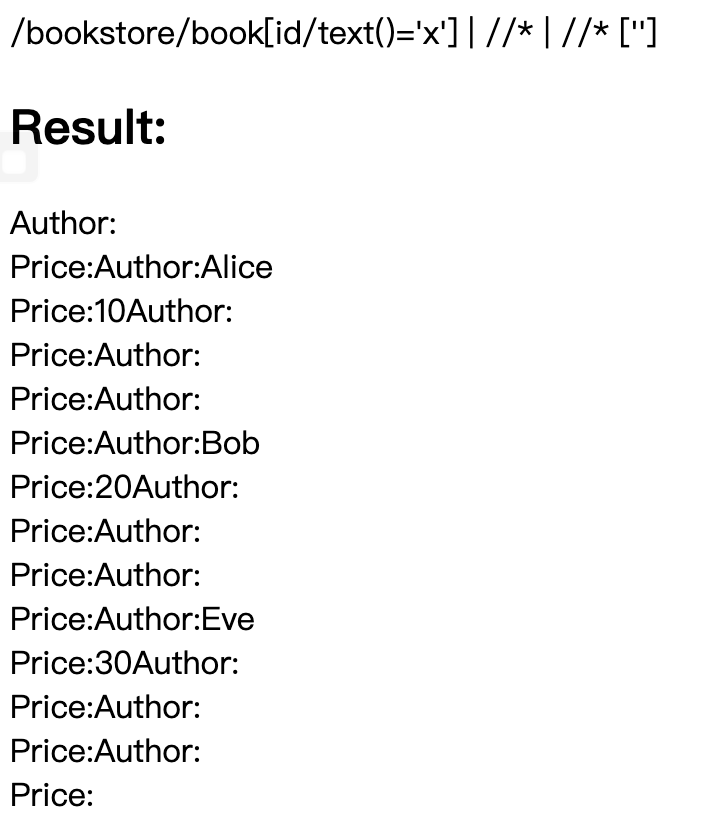 /bookstore/book[id/text()='x'] | //* | //* ['']
Result:
Author:
Price:Author:Alice
Price:10Author:
Price:Author:
Price:Author:
Price:Author:Bob
Price:20Author:
Price:Author:
Price:Author:
Price:Author:Eve
Price:30Author:
Price:Author:
Price:Author:
Price: